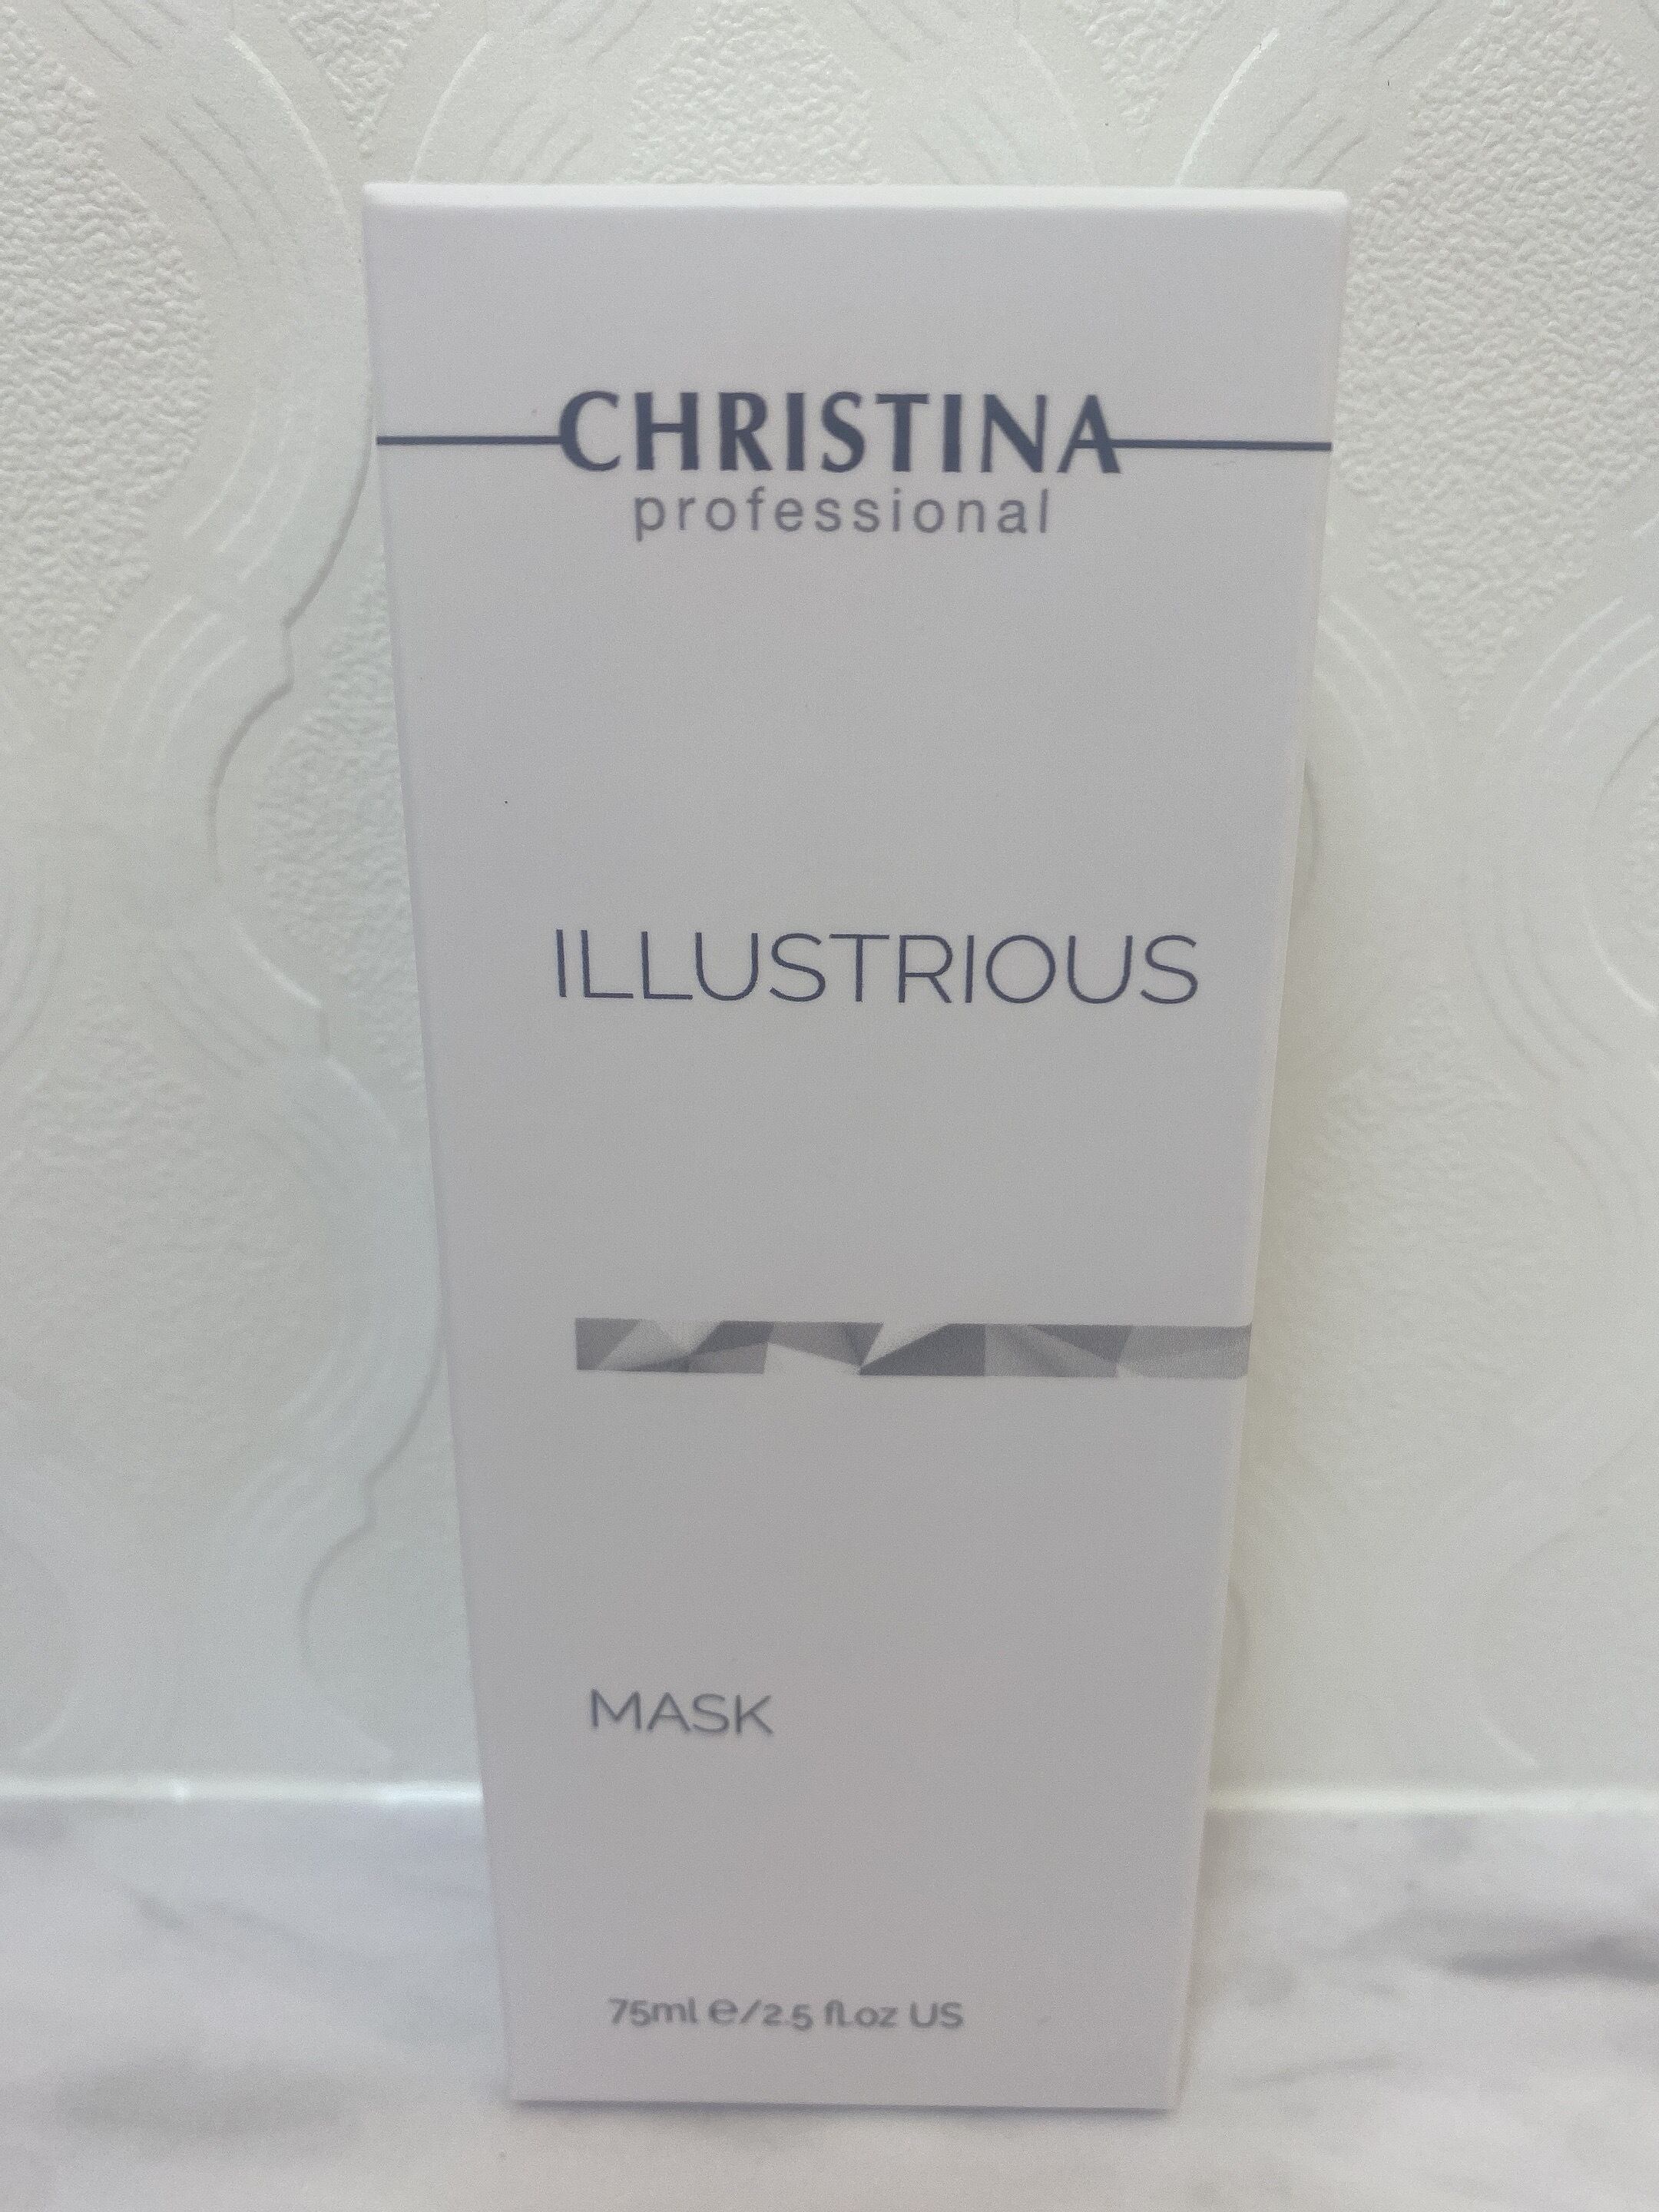 CHRISTINA
professional
ILLUSTRIOUS
MASK
75ml ℮/2.5 fl.oz US